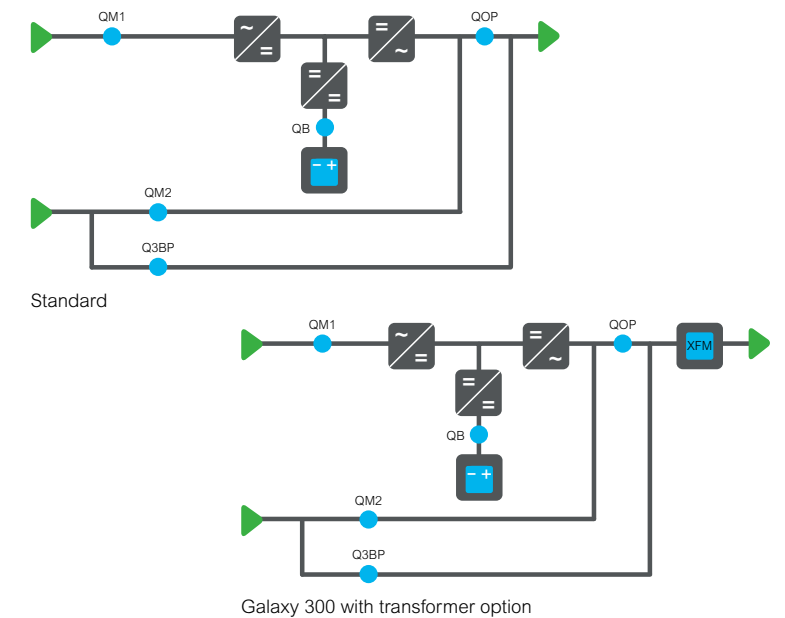 QM1
QOP
QB
QM2
Q3BP
Standard
QM1
QOP
XFM
QB
QM2
Q3BP
Galaxy 300 with transformer option